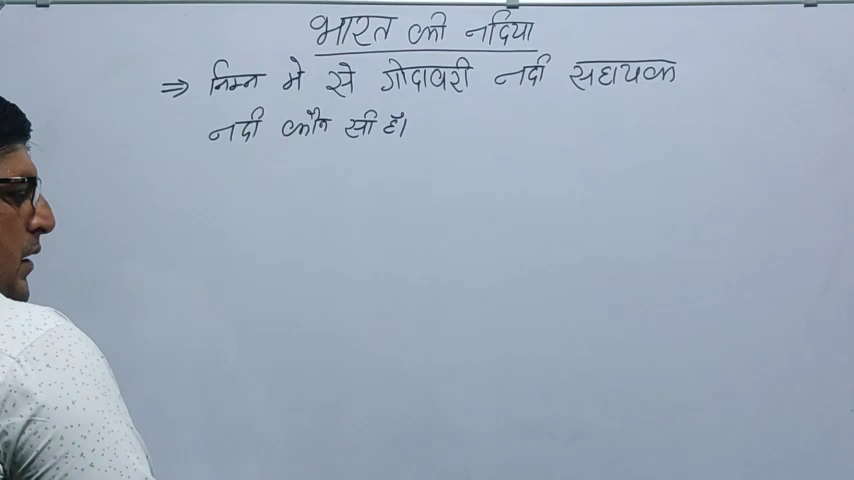 भारत की नदिया
⇒ निम्न मे से गोदावरी नदी सहायक
नदी कौन सी है।